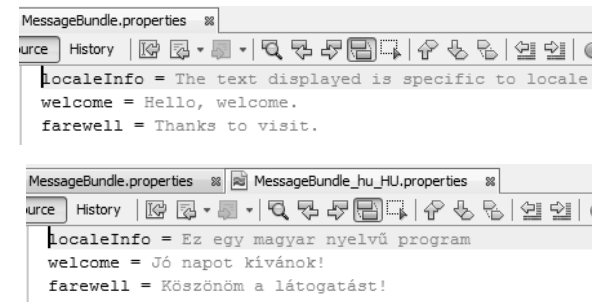 MessageBundle.properties
urce History
localeInfo = The text displayed is specific to locale
welcome = Hello, welcome.
farewell = Thanks to visit.
MessageBundle.properties MessageBundle_hu_HU.properties
urce History
localeInfo = Ez egy magyar nyelvű program
welcome = Jó napot kívánok!
farewell = Köszönöm a látogatást!